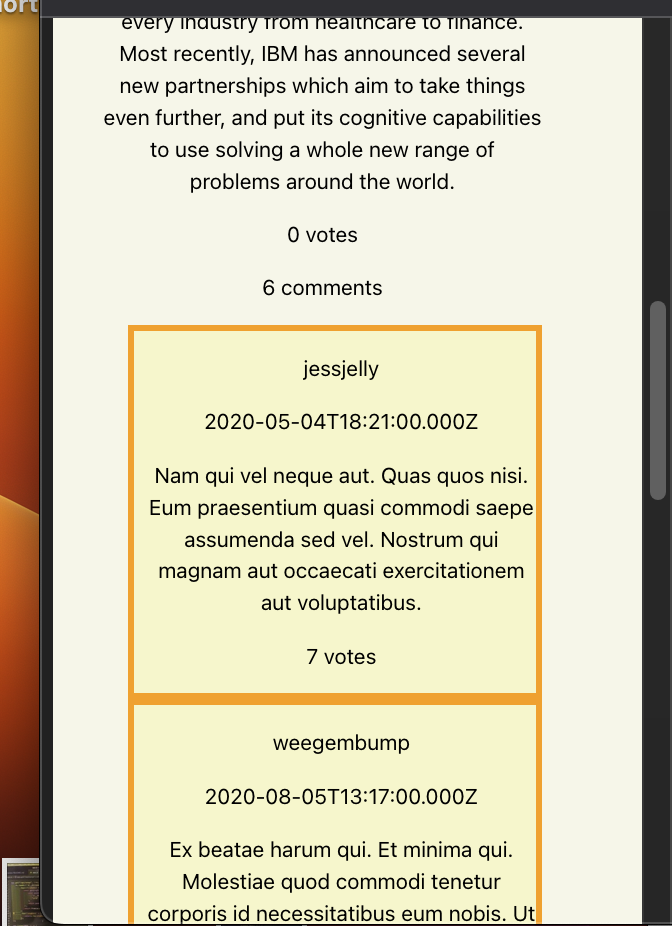 ort
every industry from healthcare to finance.
Most recently, IBM has announced several
new partnerships which aim to take things
even further, and put its cognitive capabilities
to use solving a whole new range of
problems around the world.
0 votes
6 comments
jessjelly
2020-05-04T18:21:00.000Z
Nam qui vel neque aut. Quas quos nisi.
Eum praesentium quasi commodi saepe
assumenda sed vel. Nostrum qui
magnam aut occaecati exercitationem
aut voluptatibus.
7 votes
weegembump
2020-08-05T13:17:00.000Z
Ex beatae harum qui. Et minima qui.
Molestiae quod commodi tenetur
corporis id necessitatibus eum nobis. Ut